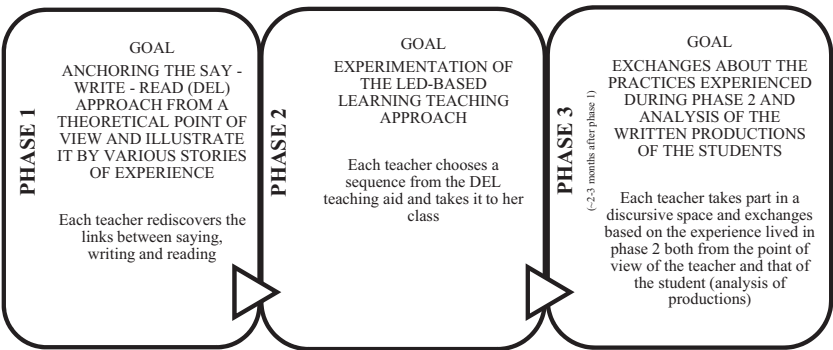 PHASE 1
GOAL
ANCHORING THE SAY -
WRITE - READ (DEL)
APPROACH FROM A
THEORETICAL POINT OF
VIEW AND ILLUSTRATE
IT BY VARIOUS STORIES
OF EXPERIENCE
Each teacher rediscovers the
links between saying,
writing and reading
PHASE 2
GOAL
EXPERIMENTATION OF
THE LED-BASED
LEARNING TEACHING
APPROACH
Each teacher chooses a
sequence from the DEL
teaching aid and takes it to her
class
PHASE 3
(~2-3 months after phase 1)
GOAL
EXCHANGES ABOUT THE
PRACTICES EXPERIENCED
DURING PHASE 2 AND
ANALYSIS OF THE
WRITTEN PRODUCTIONS
OF THE STUDENTS
Each teacher takes part in a
discursive space and exchanges
based on the experience lived in
phase 2 both from the point of
view of the teacher and that of
the student (analysis of
productions)